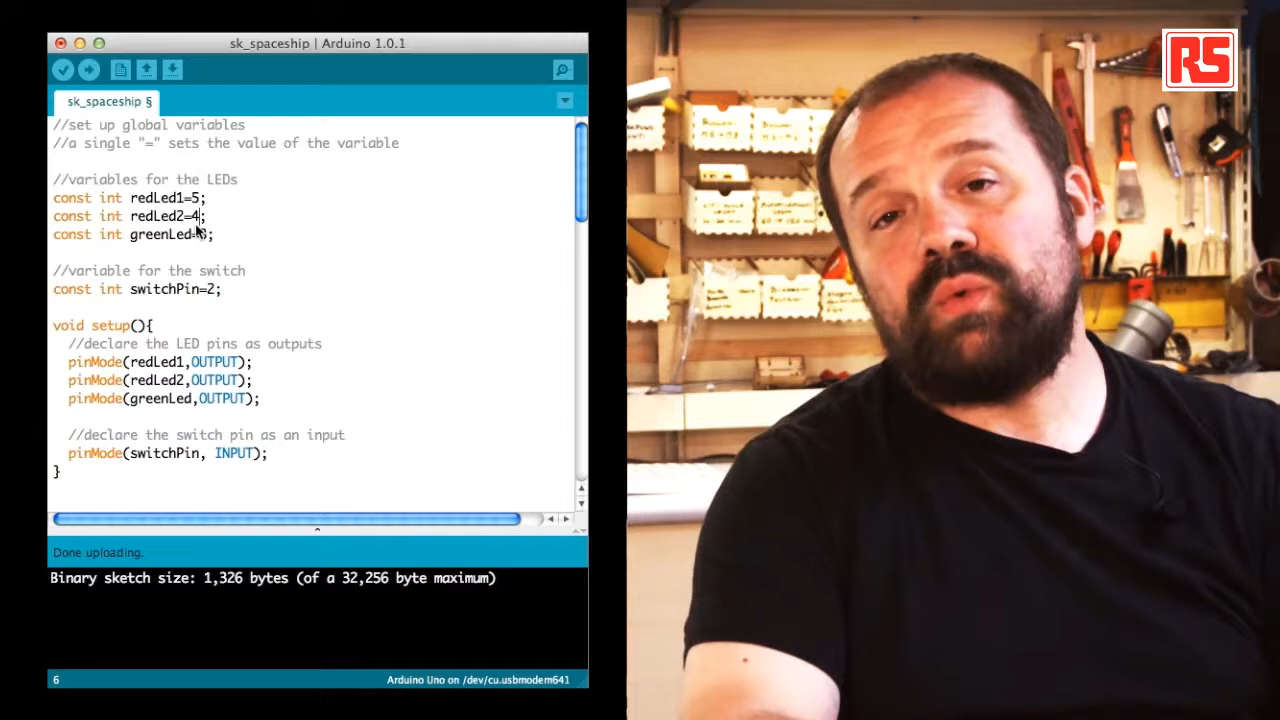 sk_spaceship | Arduino 1.0.1
RS
sk_spaceship §
//set up global variables
//a single "=" sets the value of the variable
//variables for the LEDs
const int redLed1=5;
const int redLed2=4;
const int greenLed=;
//variable for the switch
const int switchPin=2;
void setup(){
//declare the LED pins as outputs
pinMode(redLed1,OUTPUT);
pinMode(redLed2,OUTPUT);
pinMode(greenLed,OUTPUT);
//declare the switch pin as an input
pinMode(switchPin, INPUT);
}
Done uploading.
Binary sketch size: 1,326 bytes (of a 32,256 byte maximum)
6
Arduino Uno on /dev/cu.usbmodem641